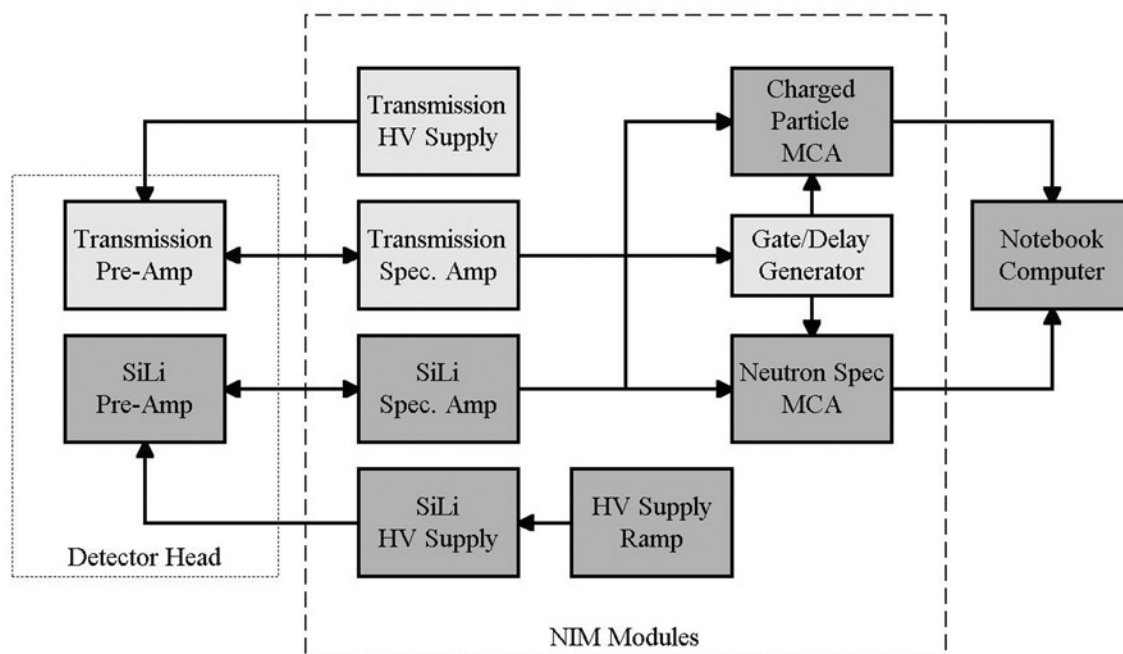 Transmission
HV Supply
Charged
Particle
MCA
Transmission
Pre-Amp
Transmission
Spec. Amp
Gate/Delay
Generator
Notebook
Computer
SiLi
Pre-Amp
SiLi
Spec. Amp
Neutron Spec
MCA
SiLi
HV Supply
HV Supply
Ramp
Detector Head
NIM Modules